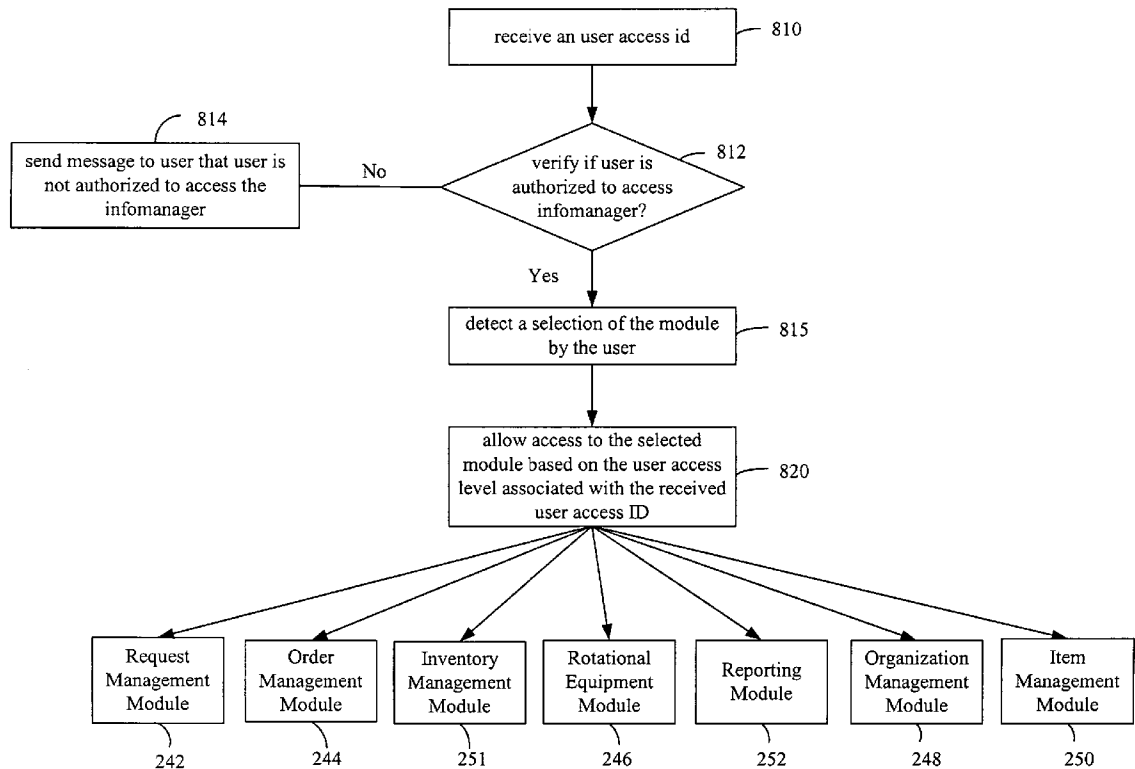 receive an user access id
810
814
send message to user that user is
not authorized to access the
infomanager
No
verify if user is
authorized to access
infomanager?
812
Yes
detect a selection of the module
by the user
815
allow access to the selected
module based on the user access
level associated with the received
user access ID
820
Request
Management
Module
Order
Management
Module
Inventory
Management
Module
Rotational
Equipment
Module
Reporting
Module
Organization
Management
Module
Item
Management
Module
242
244
251
246
252
248
250